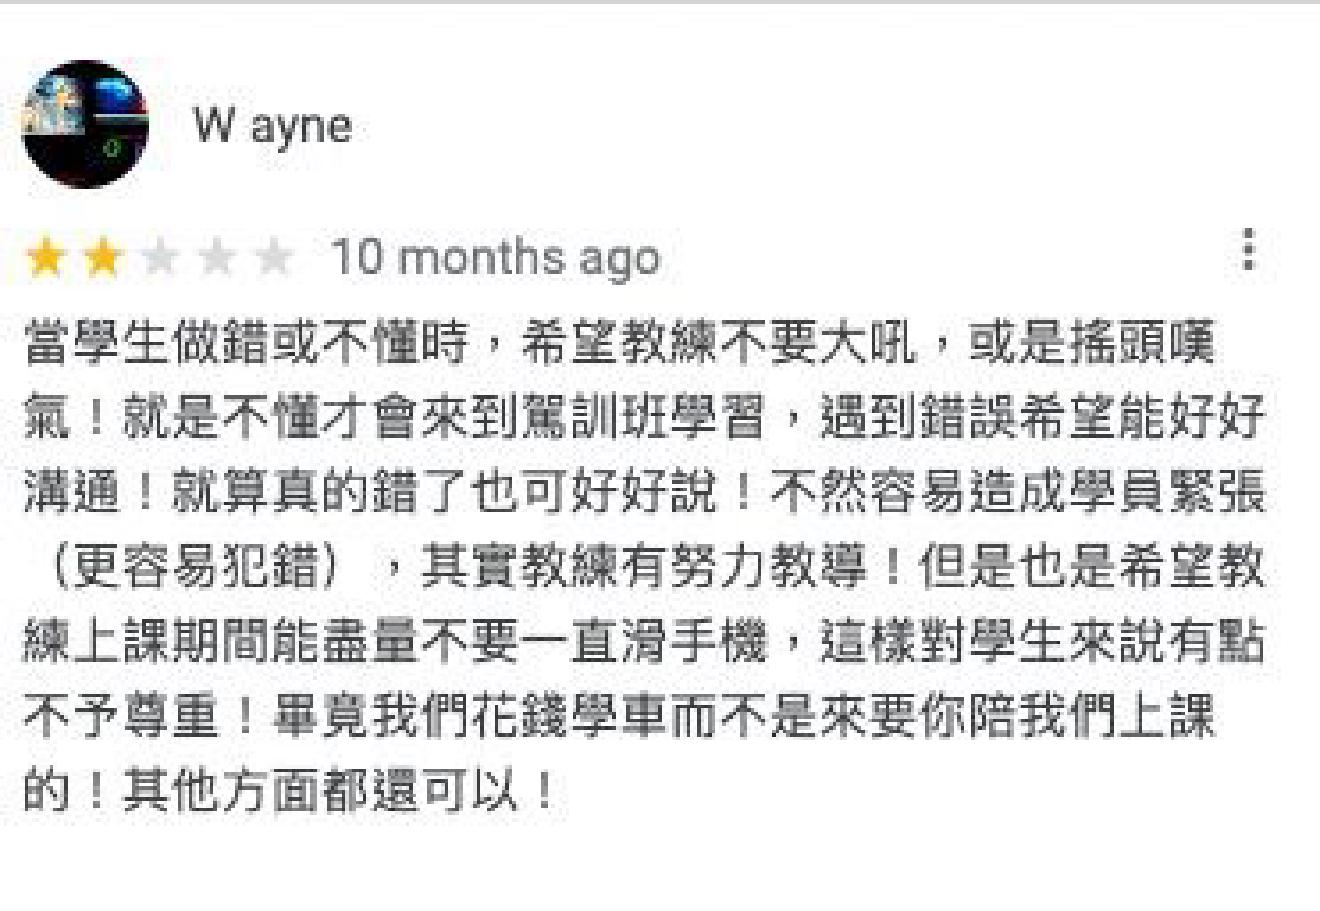 W ayne
10 months ago
當學生做錯或不懂時，希望教練不要大吼，或是搖頭嘆
氣！就是不懂才會來到駕訓班學習，遇到錯誤希望能好好
溝通！就算真的錯了也可好好說！不然容易造成學員緊張
（更容易犯錯），其實教練有努力教導！但是也是希望教
練上課期間能盡量不要一直滑手機，這樣對學生來說有點
不予尊重！畢竟我們花錢學車而不是來要你陪我們上課
的！其他方面都還可以！